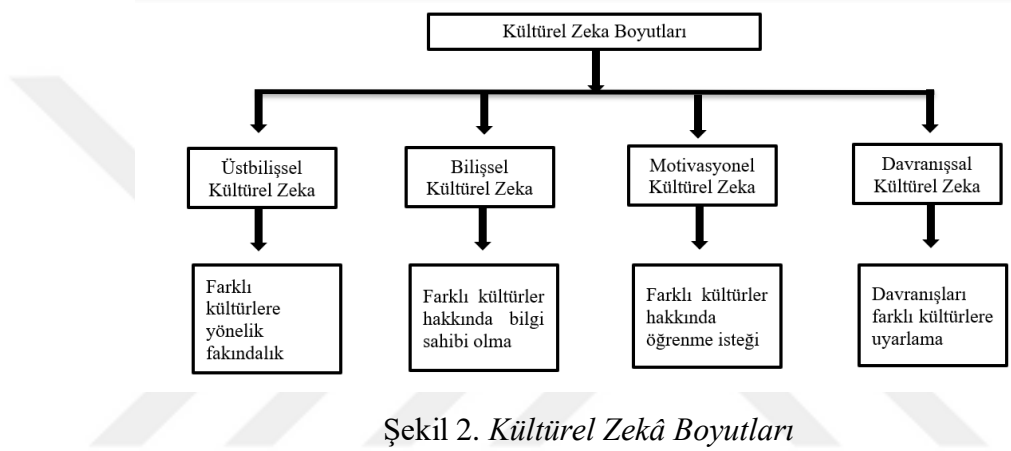 Kültürel Zeka Boyutları
Üstbilişsel
Kültürel Zeka
Bilişsel
Kültürel Zeka
Motivasyonel
Kültürel Zeka
Davranışsal
Kültürel Zeka
Farklı
kültürlere
yönelik
fakındalık
Farklı kültürler
hakkında bilgi
sahibi olma
Farklı kültürler
hakkında
öğrenme isteği
Davranışları
farklı kültürlere
uyarlama
Şekil 2. Kültürel Zekâ Boyutları